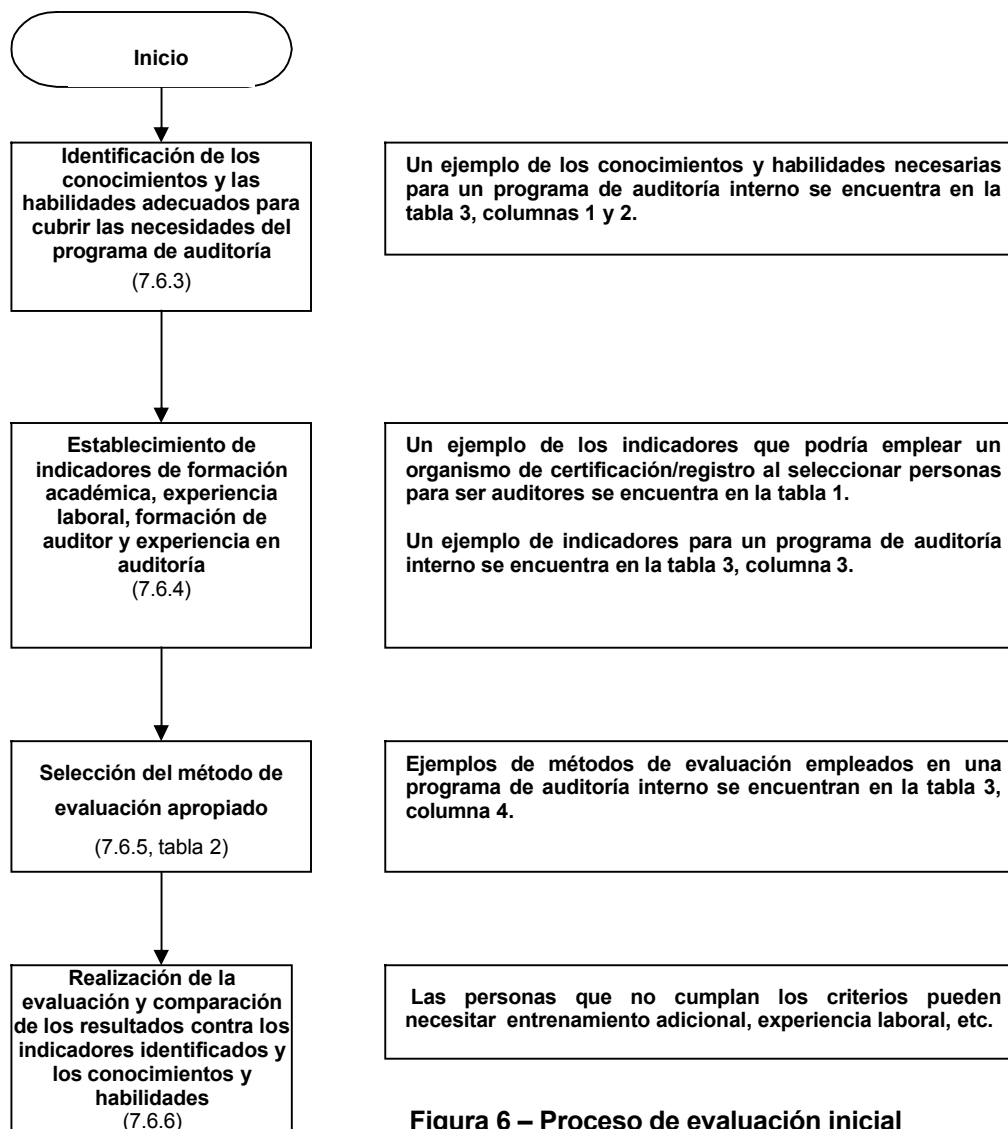 Inicio
Identificación de los
conocimientos y las
habilidades adecuados para
cubrir las necesidades del
programa de auditoría
(7.6.3)
Un ejemplo de los conocimientos y habilidades necesarias
para un programa de auditoría interno se encuentra en la
tabla 3, columnas 1 y 2.
Establecimiento de
indicadores de formación
académica, experiencia
laboral, formación de
auditor y experiencia en
auditoría
(7.6.4)
Un ejemplo de los indicadores que podría emplear un
organismo de certificación/registro al seleccionar personas
para ser auditores se encuentra en la tabla 1.
Un ejemplo de indicadores para un programa de auditoría
interno se encuentra en la tabla 3, columna 3.
Selección del método de
evaluación apropiado
(7.6.5, tabla 2)
Ejemplos de métodos de evaluación empleados en una
programa de auditoría interno se encuentran en la tabla 3,
columna 4.
Realización de la
evaluación y comparación
de los resultados contra los
indicadores identificados y
los conocimientos y
habilidades
(7.6.6)
Las personas que no cumplan los criterios pueden
necesitar entrenamiento adicional, experiencia laboral, etc.
Figura 6 – Proceso de evaluación inicial